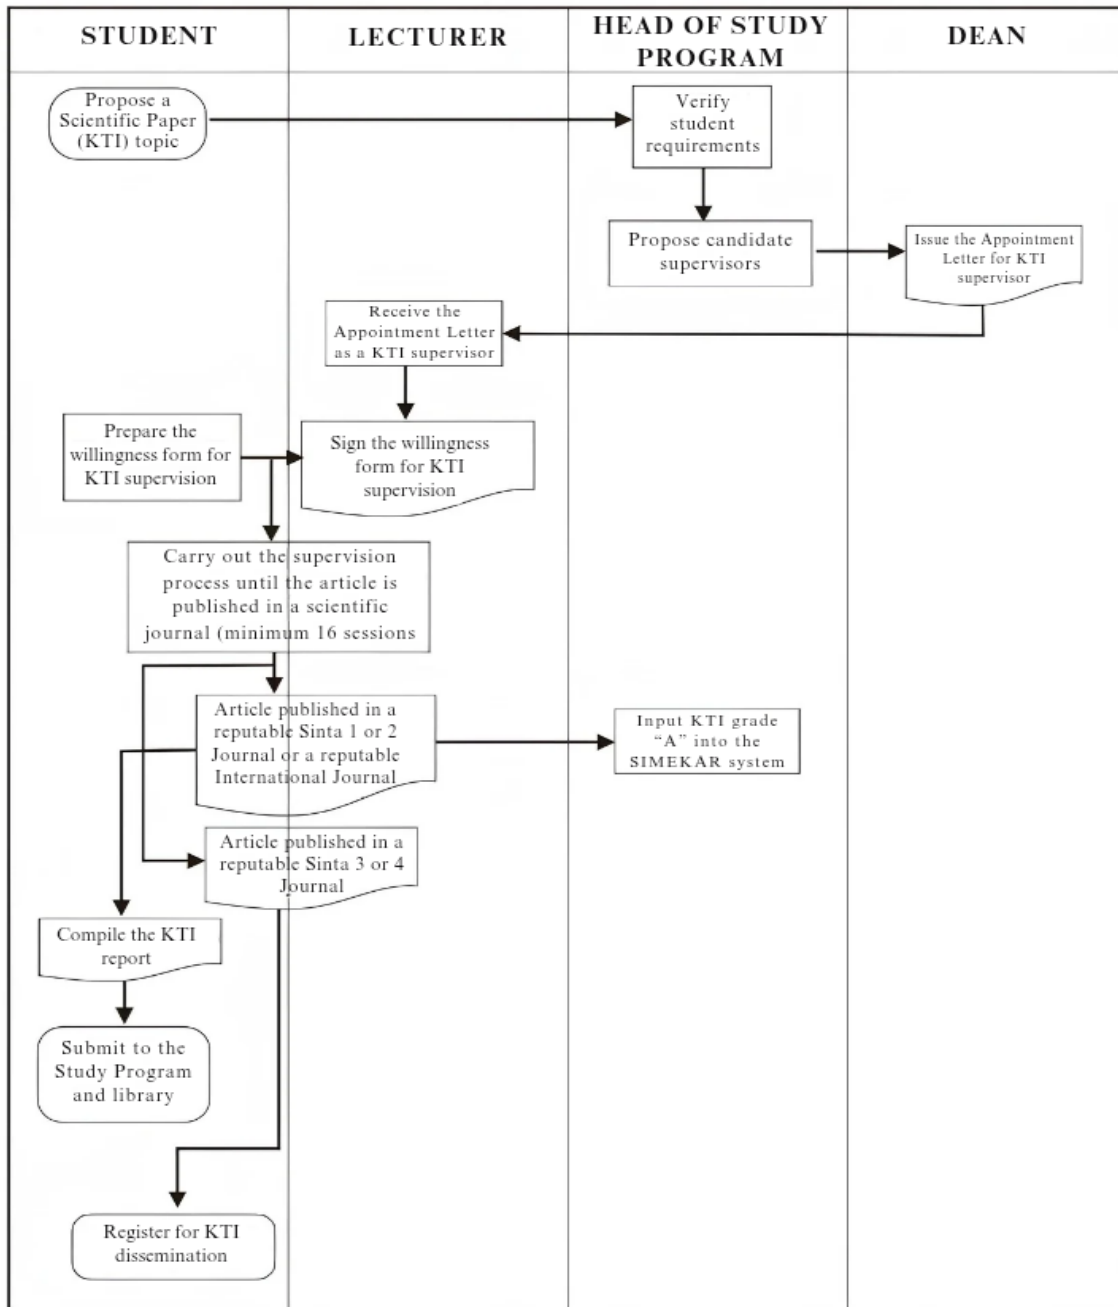 STUDENT
LECTURER
HEAD OF STUDY
PROGRAM
DEAN
Propose a
Scientific Paper
(KTI) topic
Verify
student
requirements
Propose candidate
supervisors
Issue the Appointment
Letter for KTI
supervisor
Receive the
Appointment Letter
as a KTI supervisor
Prepare the
willingness form for
KTI supervision
Sign the willingness
form for KTI
supervision
Carry out the supervision
process until the article is
published in a scientific
journal (minimum 16 sessions
Article published in a
reputable Sinta 1 or 2
Journal or a reputable
International Journal
Input KTI grade
“A” into the
SIMEKAR system
Article published in a
reputable Sinta 3 or 4
Journal
Compile the KTI
report
Submit to the
Study Program
and library
Register for KTI
dissemination